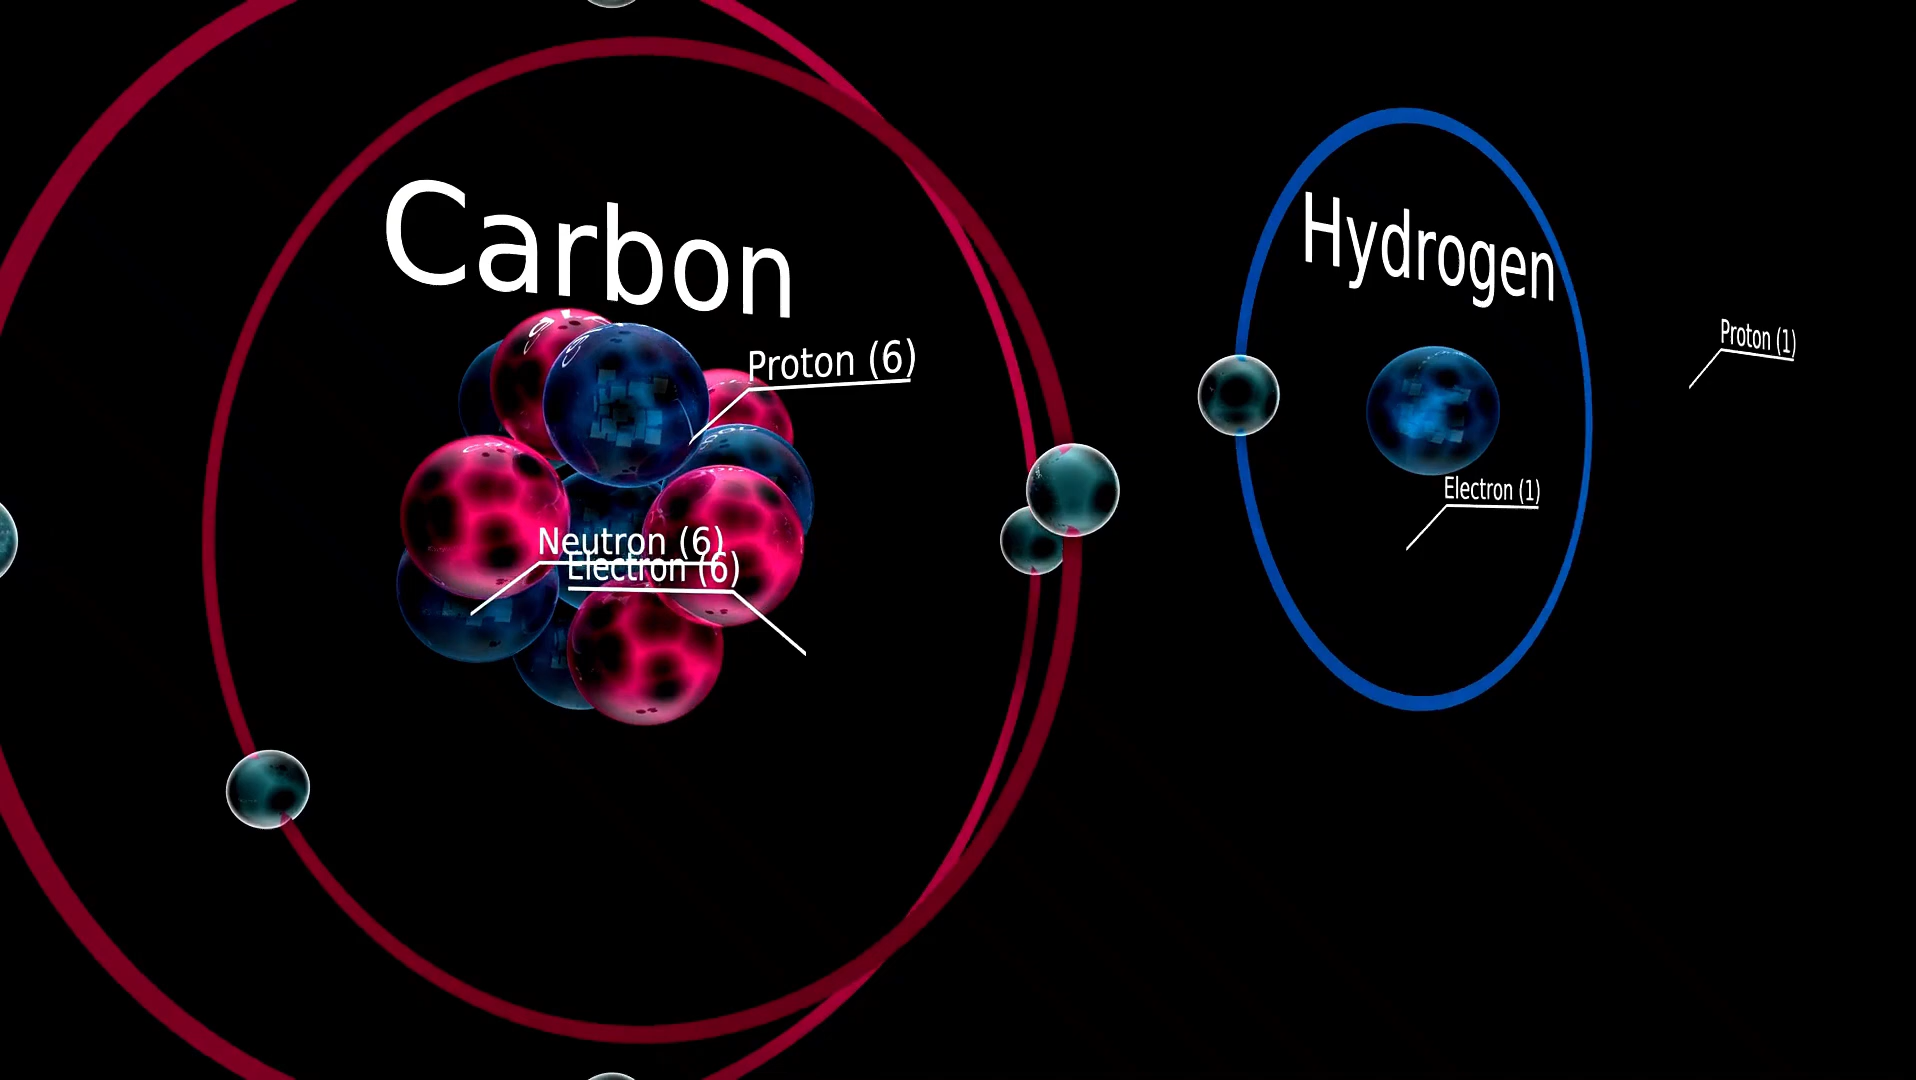 Carbon
Proton (6)
Neutron (6)
Electron (6)
Hydrogen
Proton (1)
Electron (1)